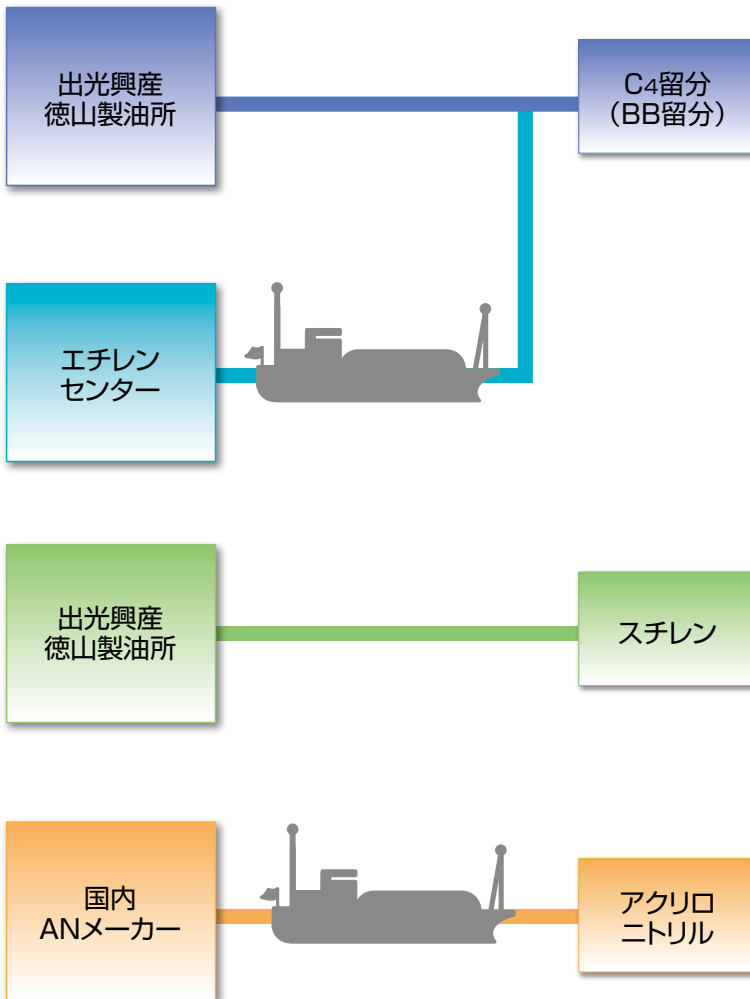 出光興産
徳山製油所
C4留分
（BB留分）
エチレン
センター
出光興産
徳山製油所
スチレン
国内
ANメーカー
アクリロ
ニトリル